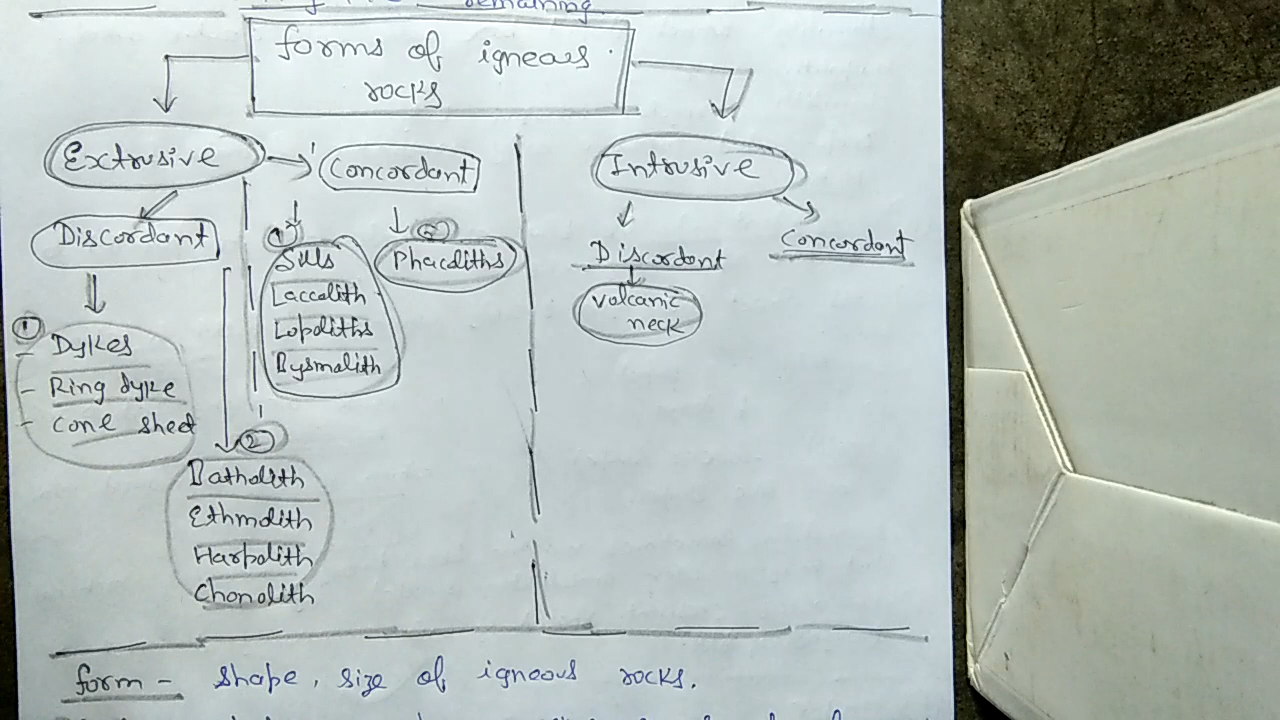 remaining
forms of igneous
rocks
Extrusive
Concordant
Intrusive
Discordant
Discordant
Concordant
1
Sills
Laccolith
Lopoliths
Bysmalith
2
Phacoliths
volcanic
neck
1
- Dykes
- Ring dyke
- Cone sheet
2
Batholith
Ethmolith
Harpolith
Chonolith
form - shape, size of igneous rocks.